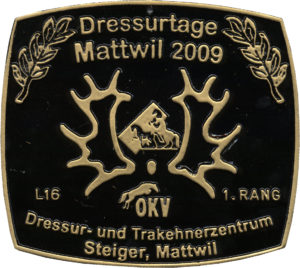 Dressurtage
Mattwil 2009
L16
OKV
1. RANG
Dressur- und Trakehnerzentrum
Steiger, Mattwil